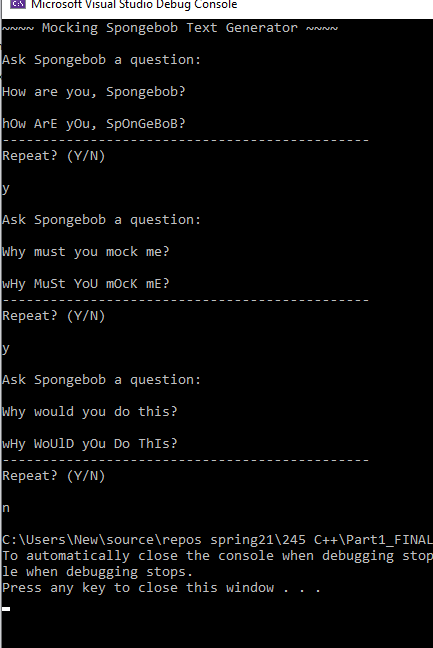 Microsoft Visual Studio Debug Console
~~~~ Mocking Spongebob Text Generator ~~~~
Ask Spongebob a question:
How are you, Spongebob?
hOw ArE yOu, SpOnGeBoB?
----------------------------------------------
Repeat? (Y/N)
y
Ask Spongebob a question:
Why must you mock me?
wHy MuSt YoU mOcK mE?
----------------------------------------------
Repeat? (Y/N)
y
Ask Spongebob a question:
Why would you do this?
wHy WoUlD yOu Do ThIs?
----------------------------------------------
Repeat? (Y/N)
n
C:\Users\New\source\repos spring21\245 C++\Part1_FINAL
To automatically close the console when debugging stop
le when debugging stops.
Press any key to close this window . . .